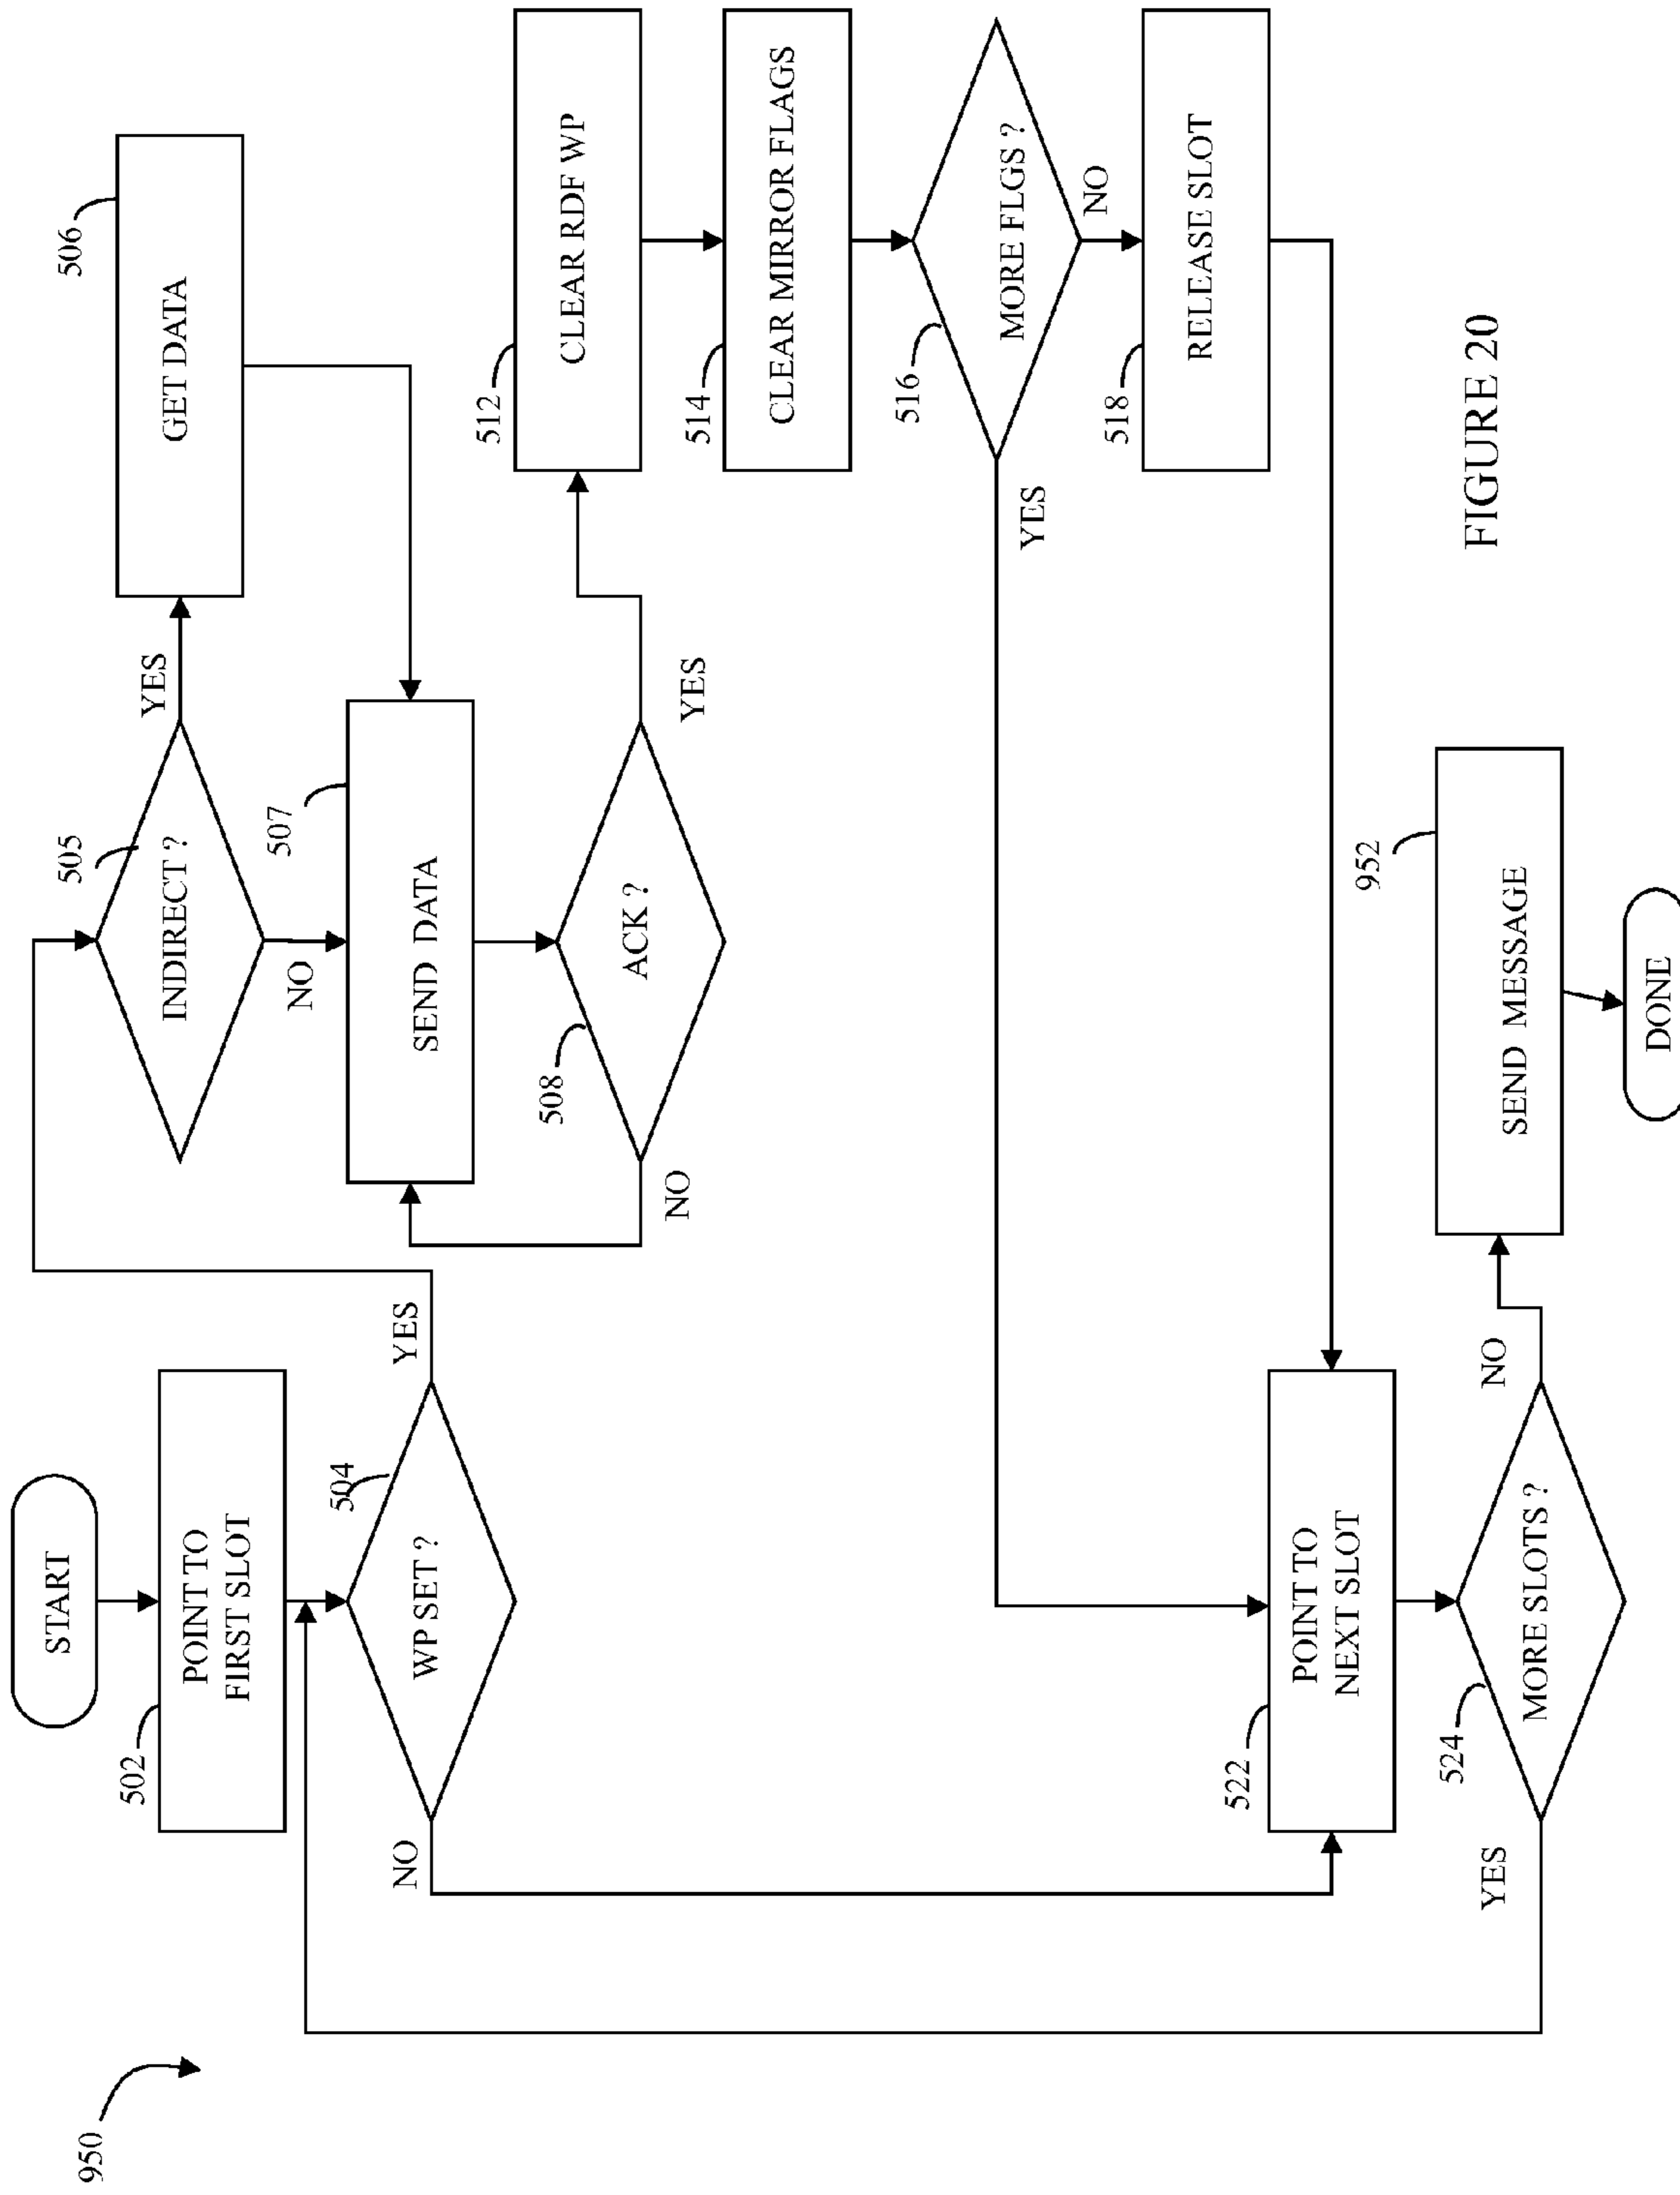 950
START
502
POINT TO
FIRST SLOT
504
WP SET ?
YES
NO
505
INDIRECT ?
YES
NO
506
GET DATA
507
SEND DATA
508
ACK ?
YES
NO
512
CLEAR RDF WP
514
CLEAR MIRROR FLAGS
516
MORE FLGS ?
YES
NO
518
RELEASE SLOT
522
POINT TO
NEXT SLOT
524
MORE SLOTS ?
YES
NO
952
SEND MESSAGE
DONE
FIGURE 20